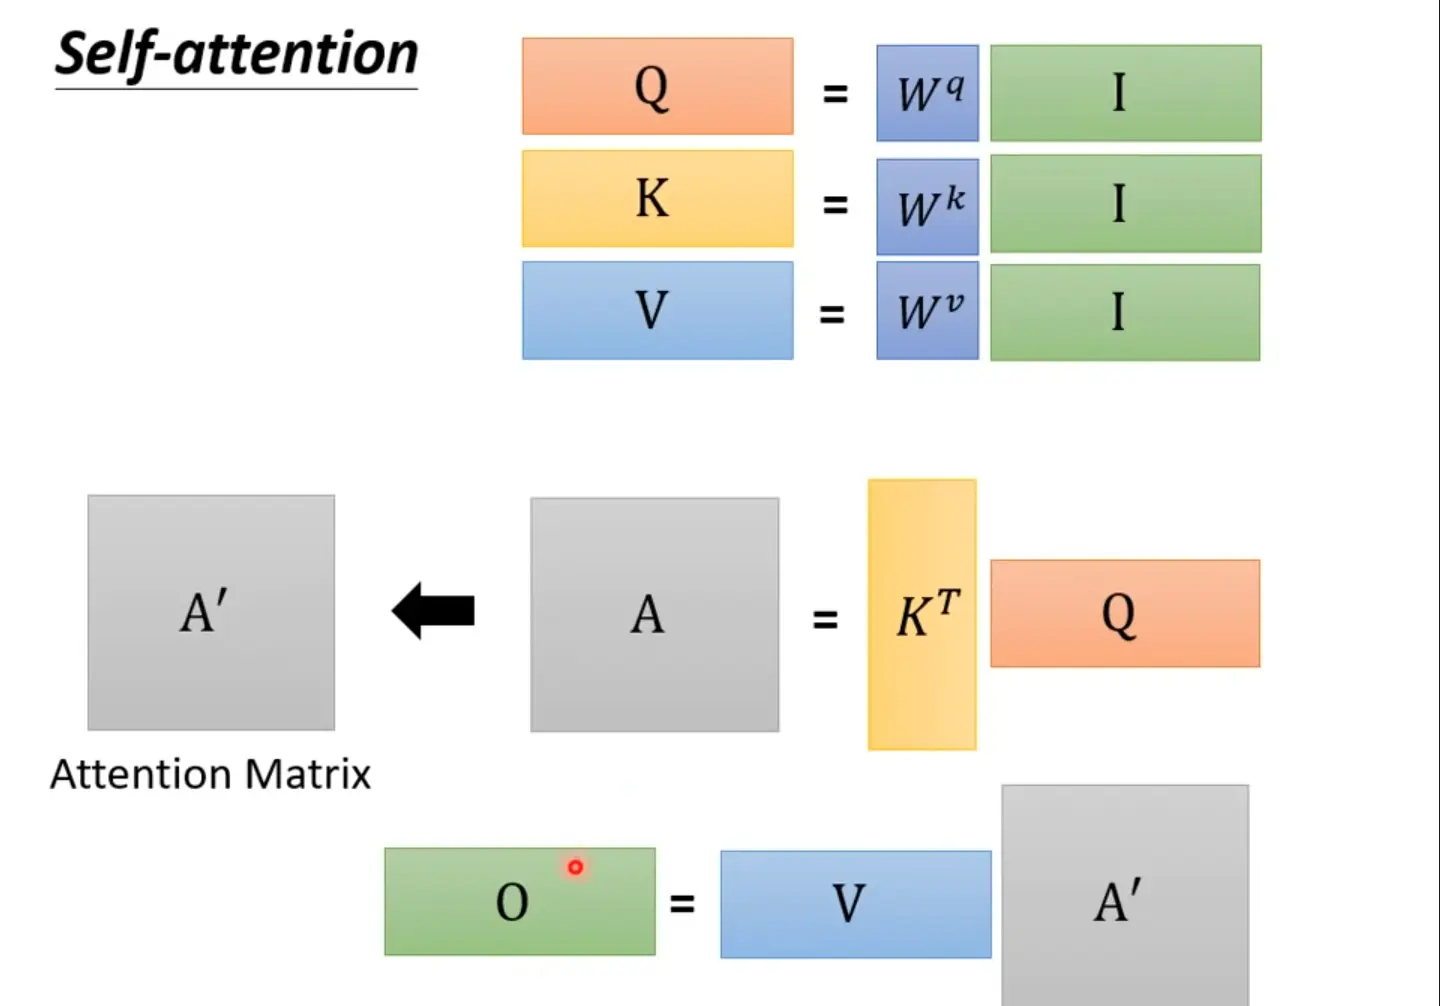 Self-attention
Q = W^q I
K = W^k I
V = W^v I
A′ A = K^T Q
Attention Matrix
O = V A′